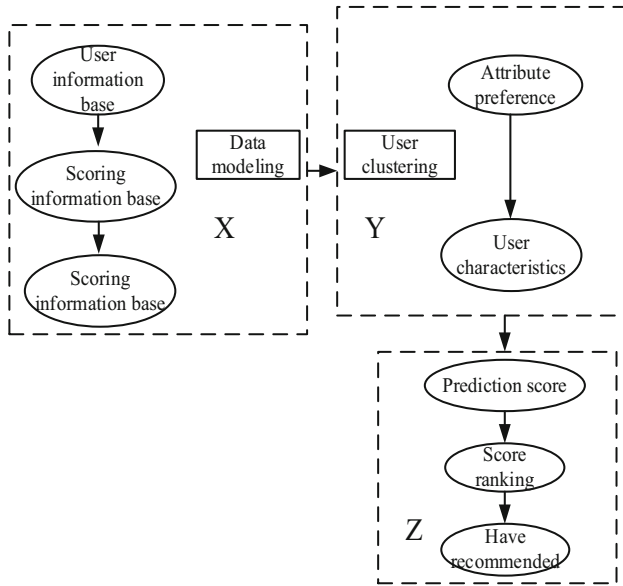 User
information
base
Scoring
information base
Scoring
information base
Data
modeling
X
User
clustering
Y
Attribute
preference
User
characteristics
Prediction score
Score
ranking
Z
Have
recommended